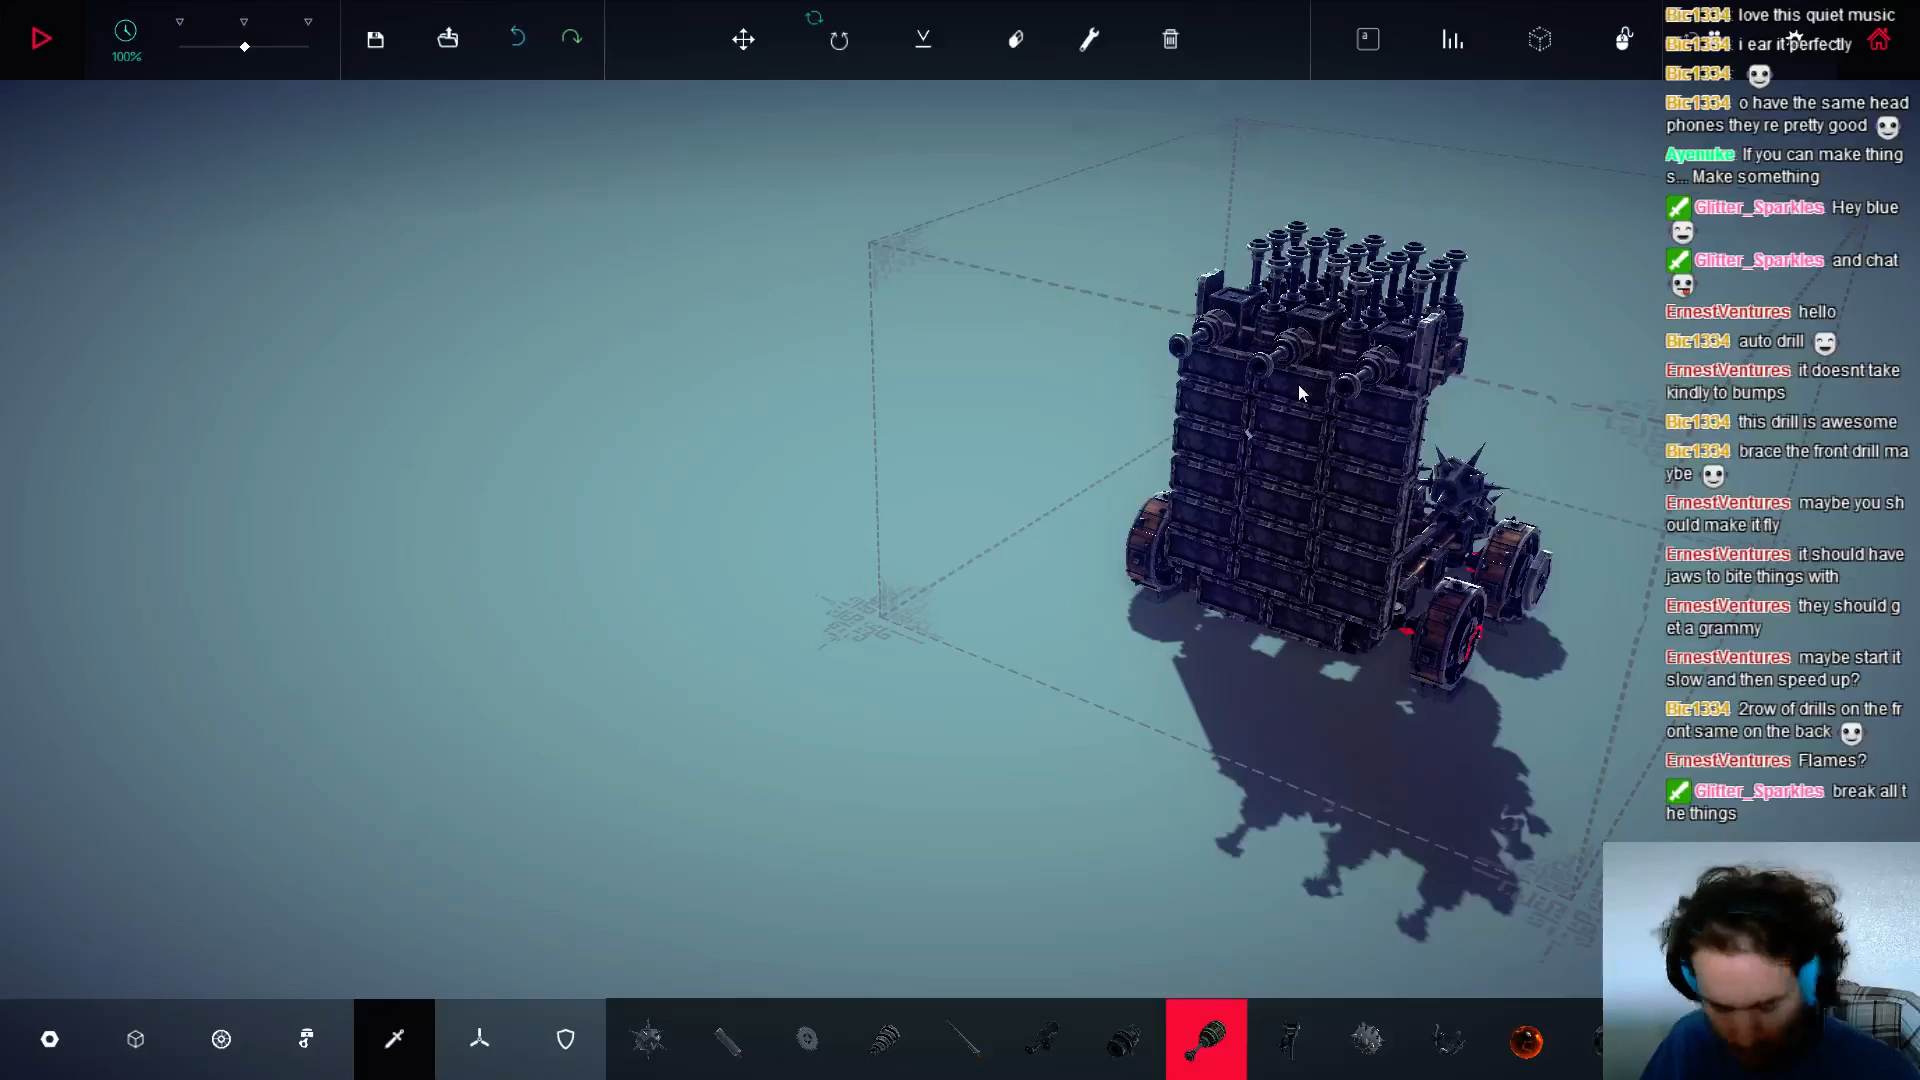 100%
a
Bic1334 love this quiet music
Bic1334 i ear it perfectly
Bic1334
Bic1334 o have the same head
phones they re pretty good
Ayenuke If you can make thing
s... Make something
Glitter_Sparkles Hey blue
Glitter_Sparkles and chat
ErnestVentures hello
Bic1334 auto drill
ErnestVentures it doesnt take
kindly to bumps
Bic1334 this drill is awesome
Bic1334 brace the front drill ma
ybe
ErnestVentures maybe you sh
ould make it fly
ErnestVentures it should have
jaws to bite things with
ErnestVentures they should g
et a grammy
ErnestVentures maybe start it
slow and then speed up?
Bic1334 2row of drills on the fr
ont same on the back
ErnestVentures Flames?
Glitter_Sparkles break all t
he things